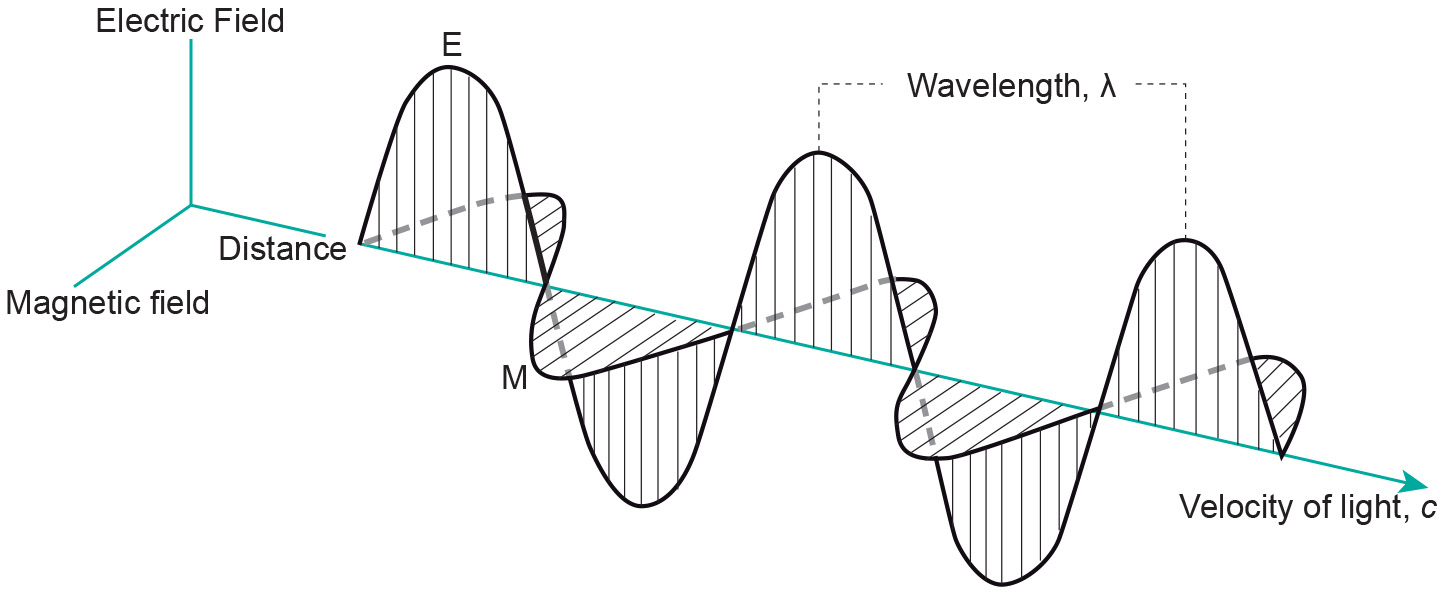 Electric Field
E
Wavelength, λ
Distance
Magnetic field
M
Velocity of light, c